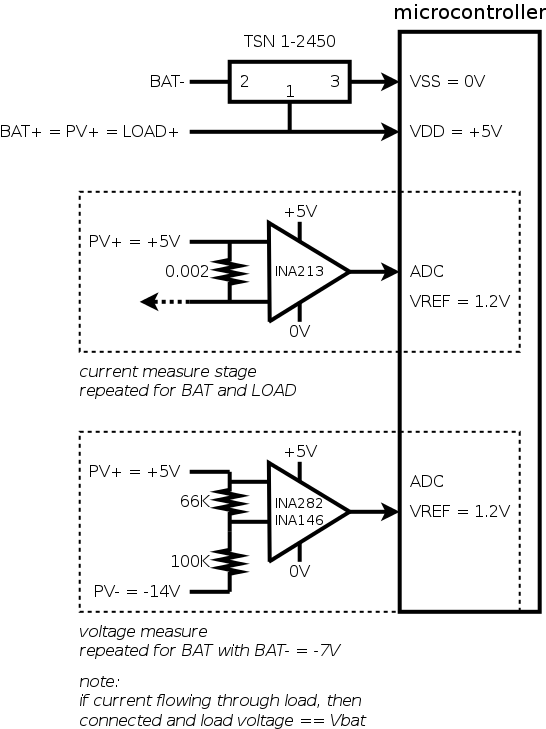 microcontroller
TSN 1-2450
BAT-
2
1
3
VSS = 0V
BAT+ = PV+ = LOAD+
VDD = +5V
+5V
PV+ = +5V
0.002
INA213
ADC
VREF = 1.2V
0V
current measure stage
repeated for BAT and LOAD
+5V
PV+ = +5V
66K
INA282
INA146
ADC
VREF = 1.2V
100K
0V
PV- = -14V
voltage measure
repeated for BAT with BAT- = -7V
note:
if current flowing through load, then
connected and load voltage == Vbat